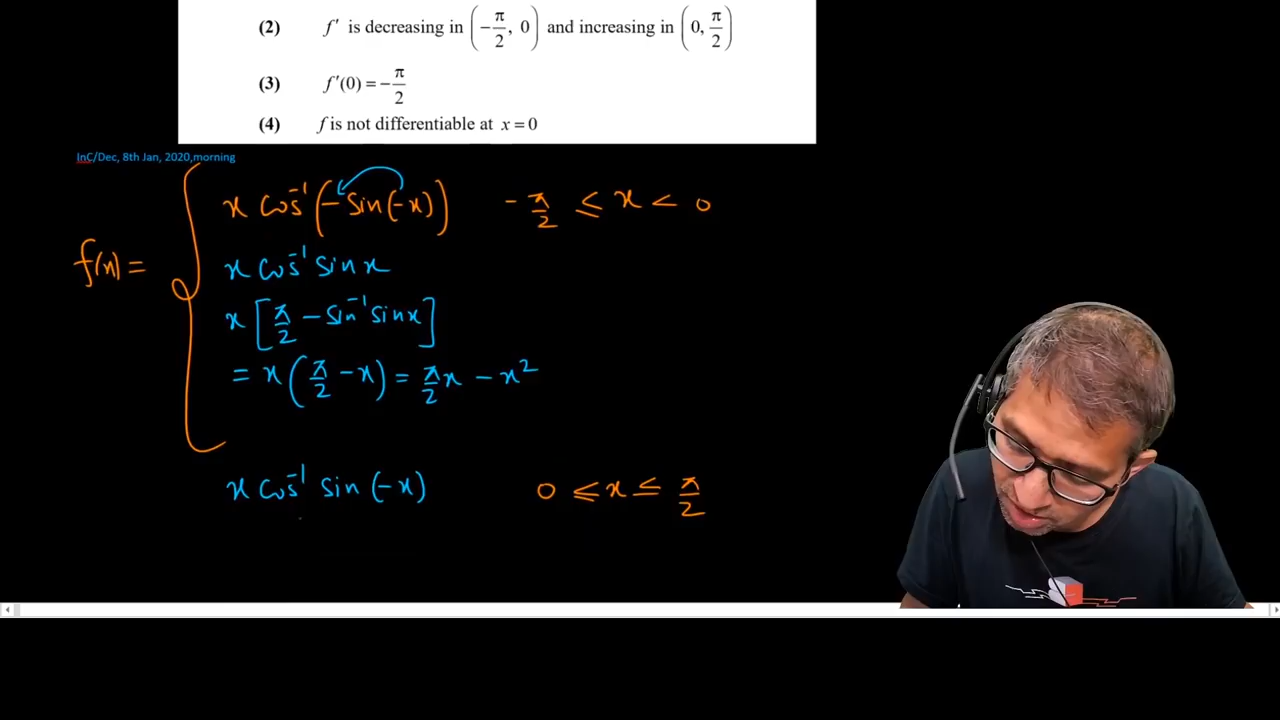 (2) f′ is decreasing in (−π/2, 0) and increasing in (0, π/2)
(3) f′(0) = −π/2
(4) f is not differentiable at x = 0
InC/Dec, 8th Jan, 2020,morning
x Cos⁻¹(−Sin(−x)) −π/2 ≤ x < 0
f(x) =
x Cos⁻¹ Sin x
x [π/2 − Sin⁻¹ Sin x]
= x (π/2 − x) = π/2 x − x²
x Cos⁻¹ Sin (−x) 0 ≤ x ≤ π/2